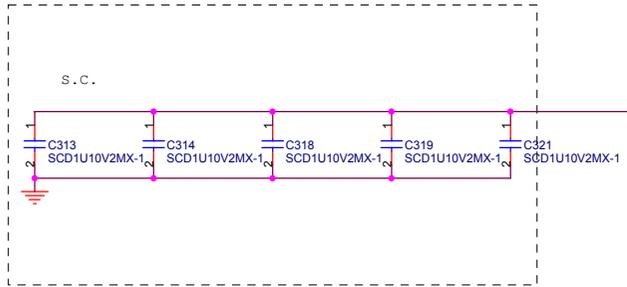 S.C.
1 1 1 1 1
C313 C314 C318 C319 C321
SCD1U10V2MX-1 SCD1U10V2MX-1 SCD1U10V2MX-1 SCD1U10V2MX-1 SCD1U10V2MX-1
2 2 2 2 2